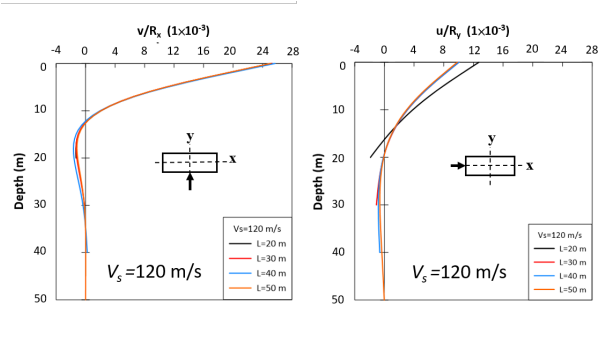 v/Rx (1×10-3)
-4 0 4 8 12 16 20 24 28
0
10
20
30
40
50
Depth (m)
y
x
Vs=120 m/s
L=20 m
L=30 m
L=40 m
L=50 m
Vs =120 m/s
u/Ry (1×10-3)
-4 0 4 8 12 16 20 24 28
0
10
20
30
40
50
Depth (m)
y
x
Vs=120 m/s
L=20 m
L=30 m
L=40 m
L=50 m
Vs =120 m/s